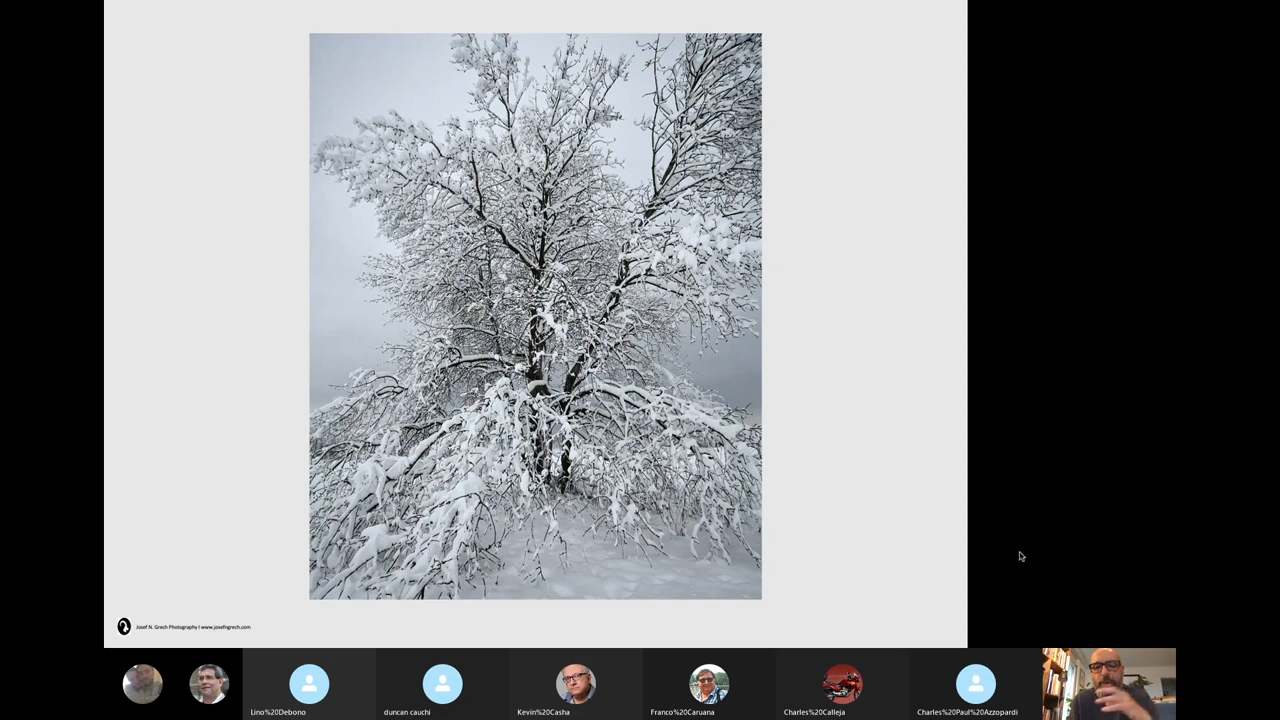 Josef N. Grech Photography I www.josefngrech.com
Lino%20Debono
duncan cauchi
Kevin%20Casha
Franco%20Caruana
Charles%20Calleja
Charles%20Paul%20Azzopardi